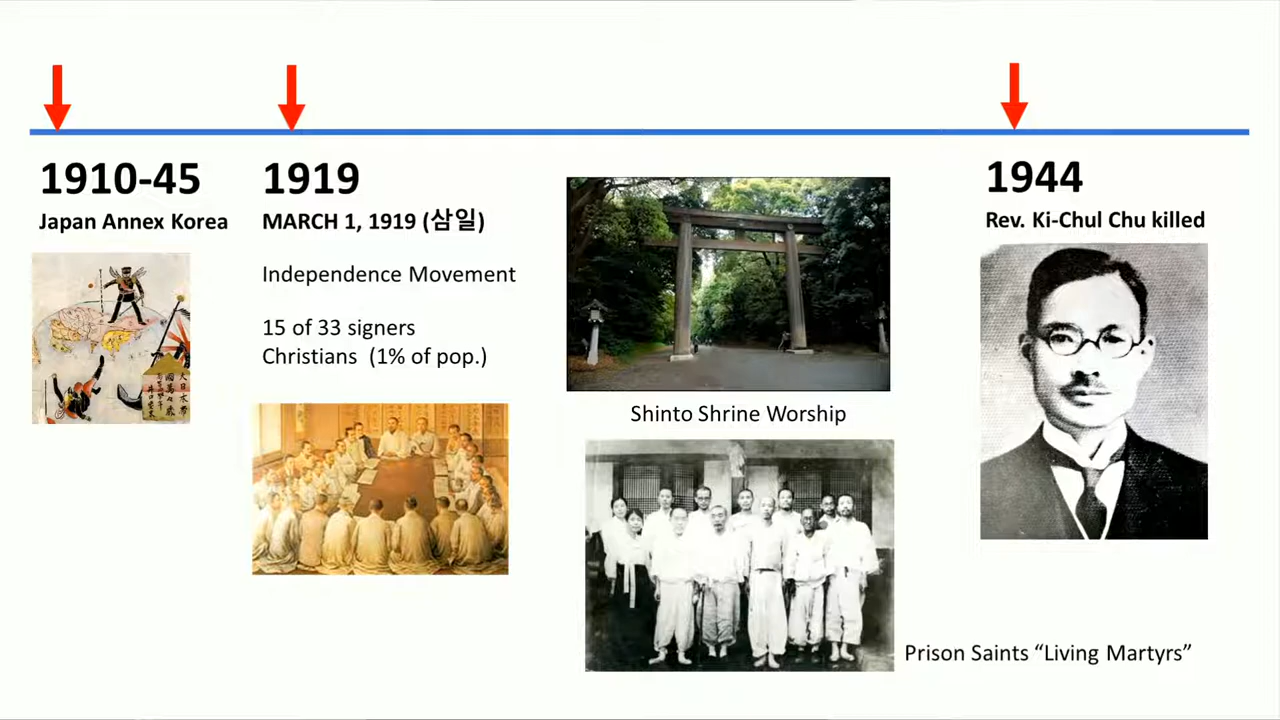 1910-45
Japan Annex Korea
1919
MARCH 1, 1919 (삼일)
Independence Movement
15 of 33 signers
Christians (1% of pop.)
Shinto Shrine Worship
1944
Rev. Ki-Chul Chu killed
Prison Saints “Living Martyrs”